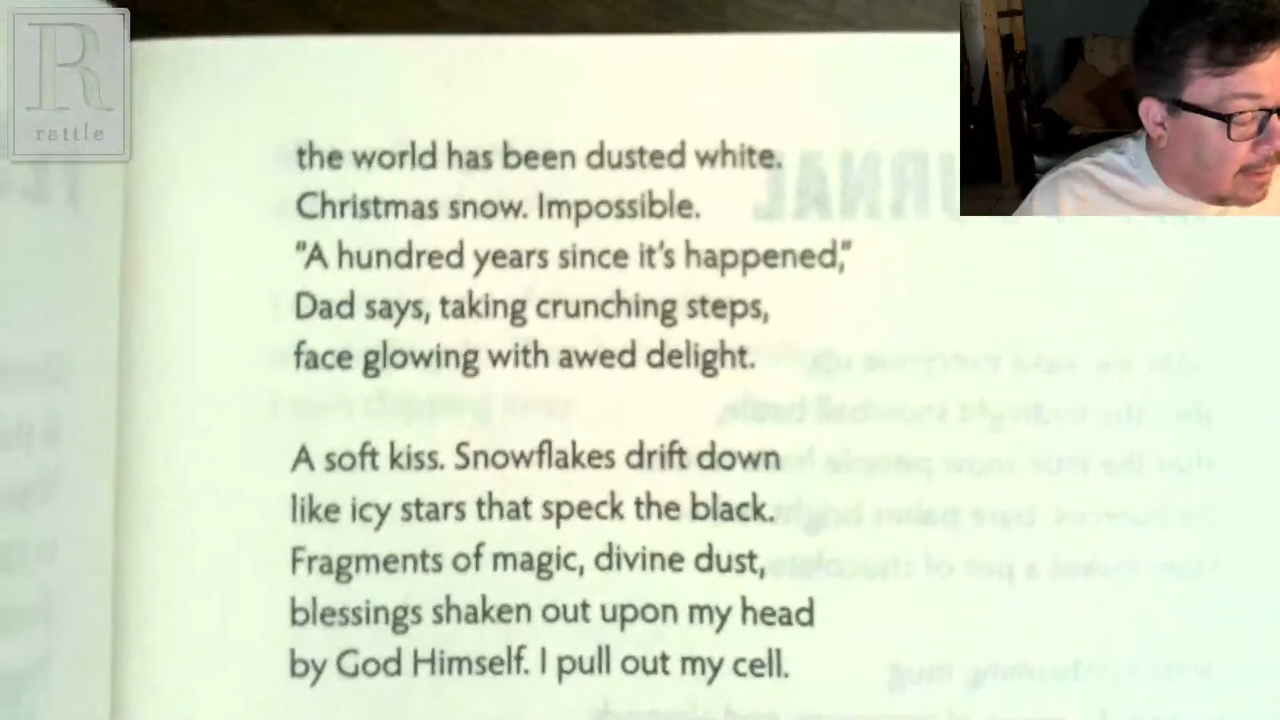 R
rattle
the world has been dusted white.
Christmas snow. Impossible.
“A hundred years since it’s happened,”
Dad says, taking crunching steps,
face glowing with awed delight.
A soft kiss. Snowflakes drift down
like icy stars that speck the black.
Fragments of magic, divine dust,
blessings shaken out upon my head
by God Himself. I pull out my cell.